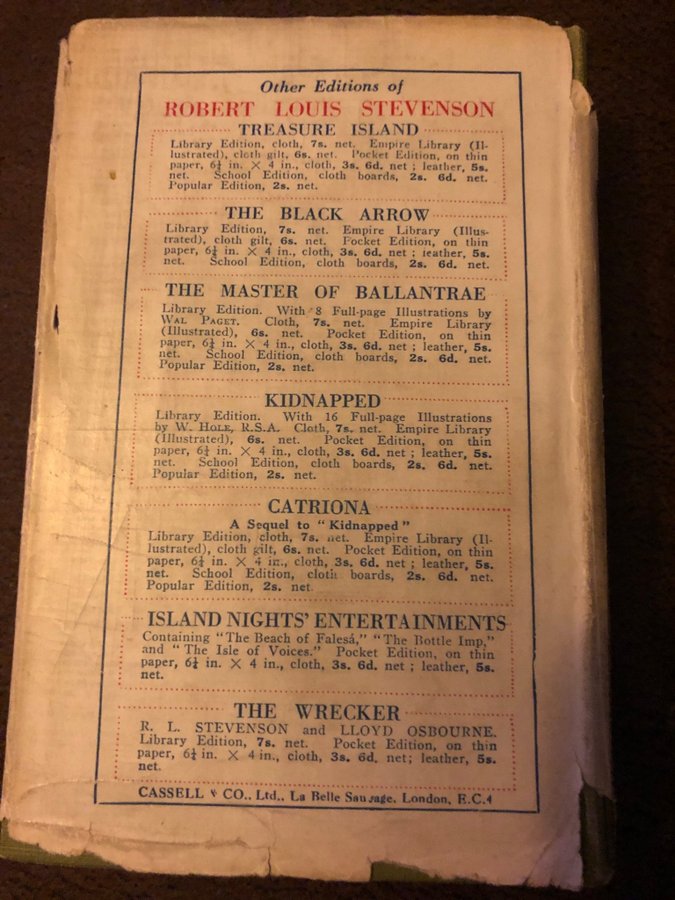 Other Editions of
ROBERT LOUIS STEVENSON
TREASURE ISLAND
Library Edition, cloth, 7s. net. Empire Library (Il-
lustrated), cloth gilt, 6s. net. Pocket Edition, on thin
paper, 6¼ in. × 4 in., cloth, 3s. 6d. net ; leather, 5s.
net. School Edition, cloth boards, 2s. 6d. net.
Popular Edition, 2s. net.
THE BLACK ARROW
Library Edition, 7s. net. Empire Library (Illus-
trated), cloth gilt, 6s. net. Pocket Edition, on thin
paper, 6¼ in. × 4 in., cloth, 3s. 6d. net ; leather, 5s.
net. School Edition, cloth boards, 2s. 6d. net.
THE MASTER OF BALLANTRAE
Library Edition. With 8 Full-page Illustrations by
WAL PAGET. Cloth, 7s. net. Empire Library
(Illustrated), 6s. net. Pocket Edition, on thin
paper, 6¼ in. × 4 in., cloth, 3s. 6d. net ; leather, 5s.
net. School Edition, cloth boards, 2s. 6d. net.
Popular Edition, 2s. net.
KIDNAPPED
Library Edition. With 16 Full-page Illustrations
by W. HOLE, R.S.A. Cloth, 7s. net. Empire Library
(Illustrated), 6s. net. Pocket Edition, on thin
paper, 6¼ in. × 4 in., cloth, 3s. 6d. net ; leather, 5s.
net. School Edition, cloth boards, 2s. 6d. net.
Popular Edition, 2s. net.
CATRIONA
A Sequel to "Kidnapped"
Library Edition, cloth, 7s. net. Empire Library (Il-
lustrated), cloth gilt, 6s. net. Pocket Edition, on thin
paper, 6¼ in. × 4 in., cloth, 3s. 6d. net ; leather, 5s.
net. School Edition, cloth boards, 2s. 6d. net.
Popular Edition, 2s. net.
ISLAND NIGHTS' ENTERTAINMENTS
Containing "The Beach of Falesá," "The Bottle Imp,"
and "The Isle of Voices." Pocket Edition, on thin
paper, 6¼ in. × 4 in., cloth, 3s. 6d. net ; leather, 5s.
net.
THE WRECKER
R. L. STEVENSON and LLOYD OSBOURNE.
Library Edition, 7s. net. Pocket Edition, on thin
paper, 6¼ in. × 4 in., cloth, 3s. 6d. net; leather, 5s.
net.
CASSELL & CO., Ltd., La Belle Sauvage, London, E.C.4